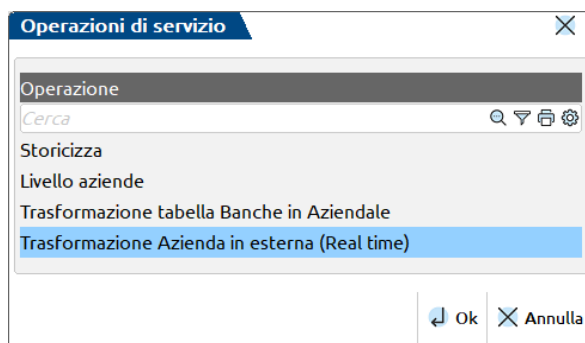 Operazioni di servizio
Operazione
Cerca
Storicizza
Livello aziende
Trasformazione tabella Banche in Aziendale
Trasformazione Azienda in esterna (Real time)
Ok Annulla